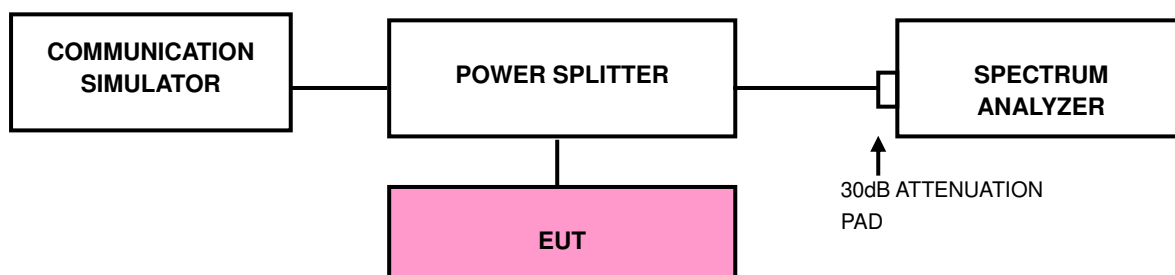 COMMUNICATION
SIMULATOR
POWER SPLITTER
SPECTRUM
ANALYZER
30dB ATTENUATION
PAD
EUT